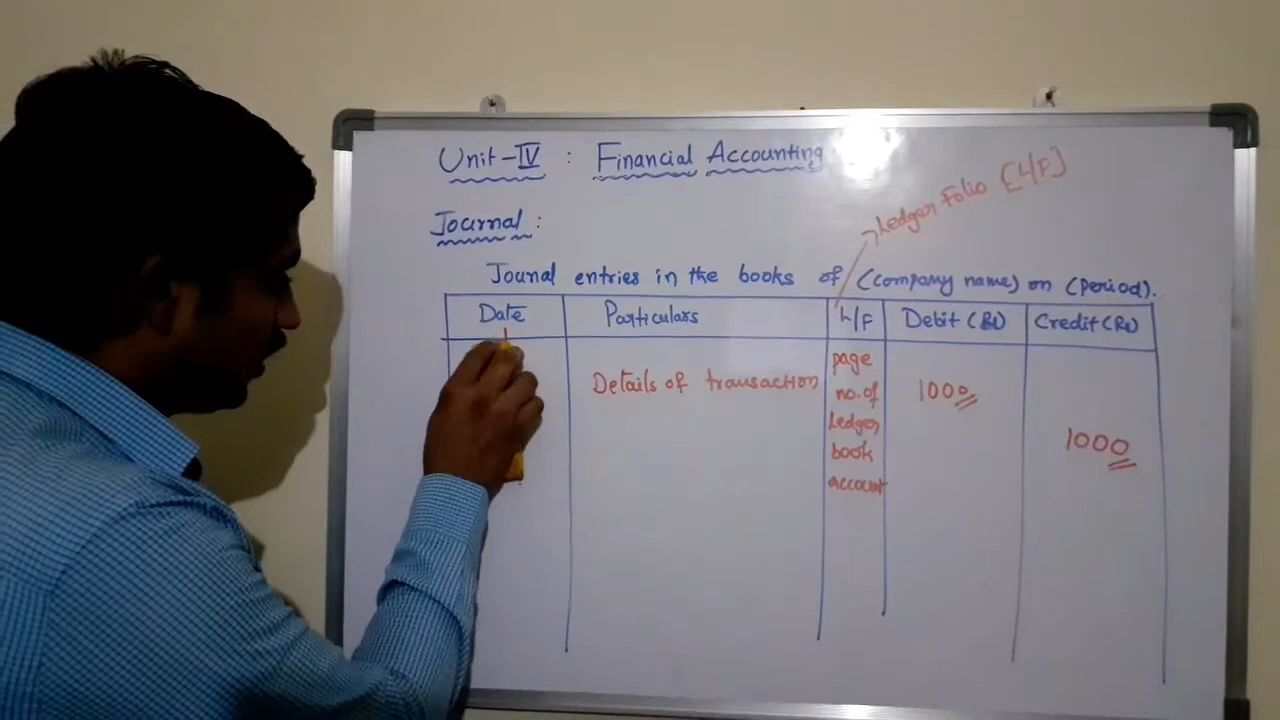 Unit-IV : Financial Accounting
Ledger Folio [L/F]
Journal :
Jounal entries in the books of (company name) on (period).
Date Particulars L/F Debit (Rs) Credit (Rs)
page
Details of transaction no. of 1000
Ledger
book 1000
account